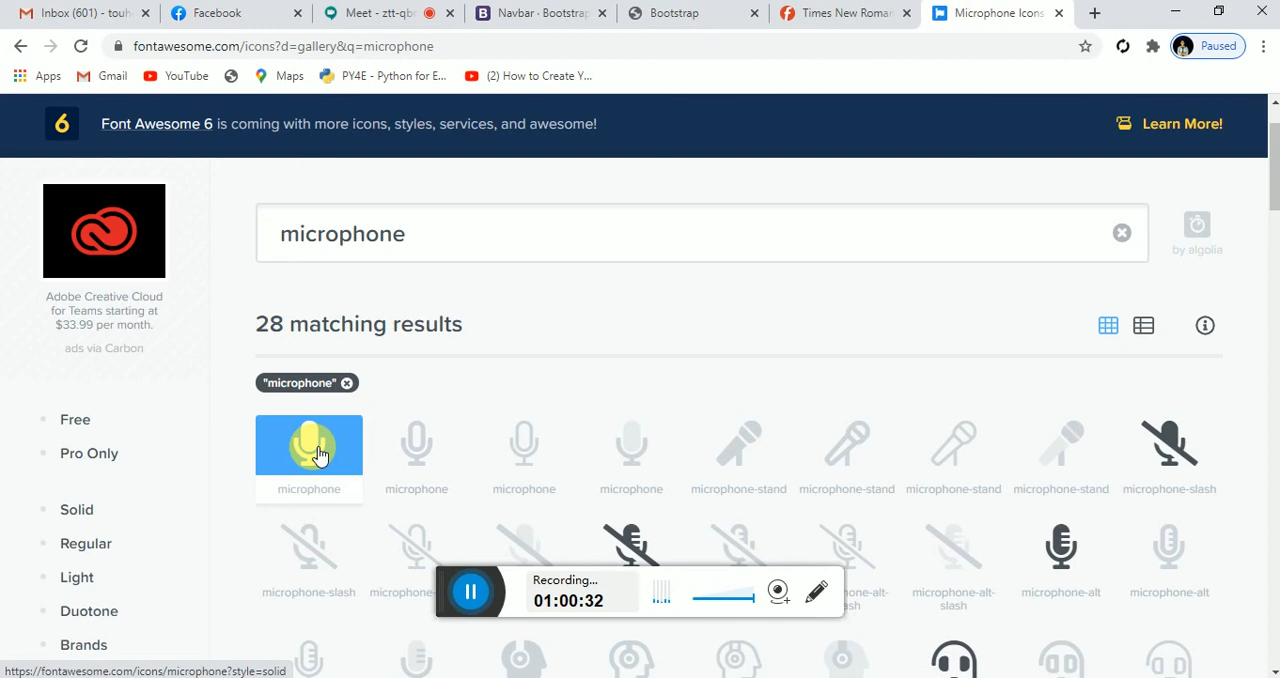 Inbox (601) - touh
Facebook
Meet - ztt-qbr
Navbar · Bootstrap
Bootstrap
Times New Roman
Microphone Icons
fontawesome.com/icons?d=gallery&q=microphone
Paused
Apps
Gmail
YouTube
Maps
PY4E - Python for E...
(2) How to Create Y...
6
Font Awesome 6 is coming with more icons, styles, services, and awesome!
Learn More!
microphone
by algolia
Adobe Creative Cloud
for Teams starting at
$33.99 per month.
ads via Carbon
28 matching results
"microphone"
Free
Pro Only
Solid
Regular
Light
Duotone
Brands
microphone
microphone
microphone
microphone
microphone-stand
microphone-stand
microphone-stand
microphone-stand
microphone-slash
microphone-slash
microphone-alt-
slash
microphone-alt
microphone-alt
Recording...
01:00:32
https://fontawesome.com/icons/microphone?style=solid